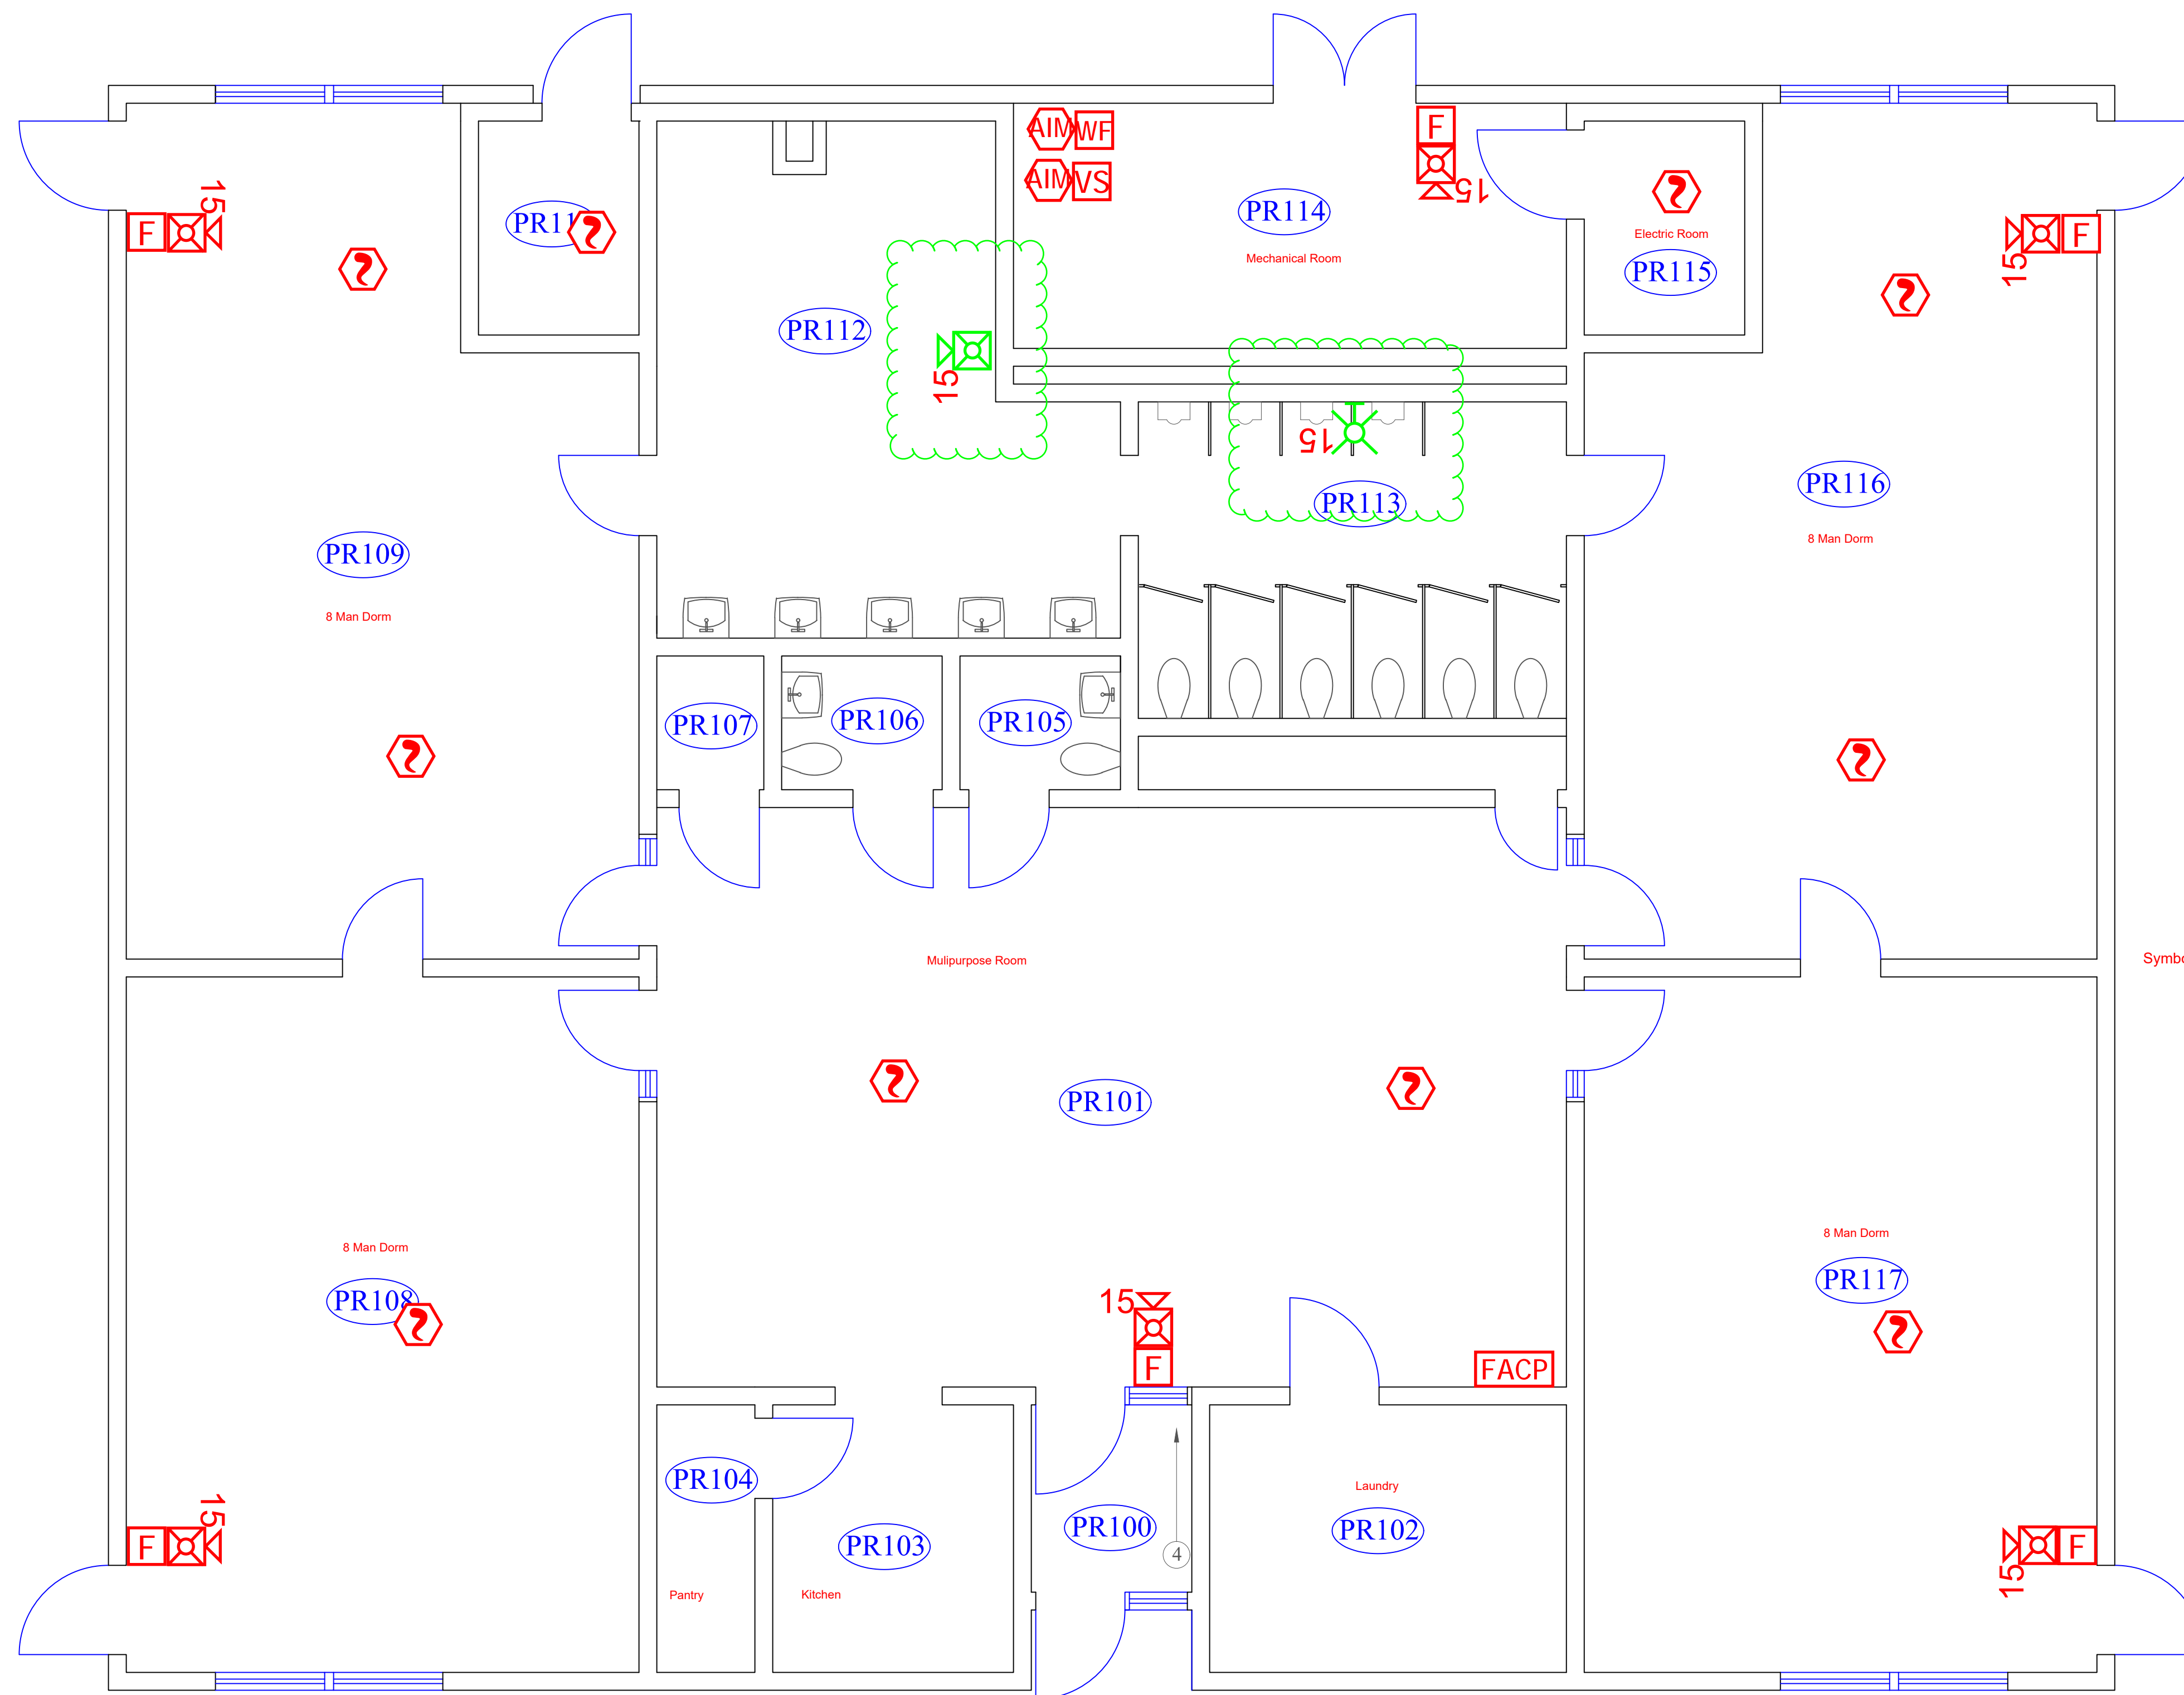 AIM WF
F
AIM VS
15
15
PR11
PR114
Electric Room
F
F
Mechanical Room
PR115
15
PR112
15
15
PR113
PR116
8 Man Dorm
PR109
8 Man Dorm
PR107
PR106
PR105
Mulipurpose Room
Symbo
PR101
8 Man Dorm
8 Man Dorm
PR117
PR108
15
F
FACP
PR104
Laundry
15
PR100
PR102
F
PR103
4
F
15
Pantry
Kitchen